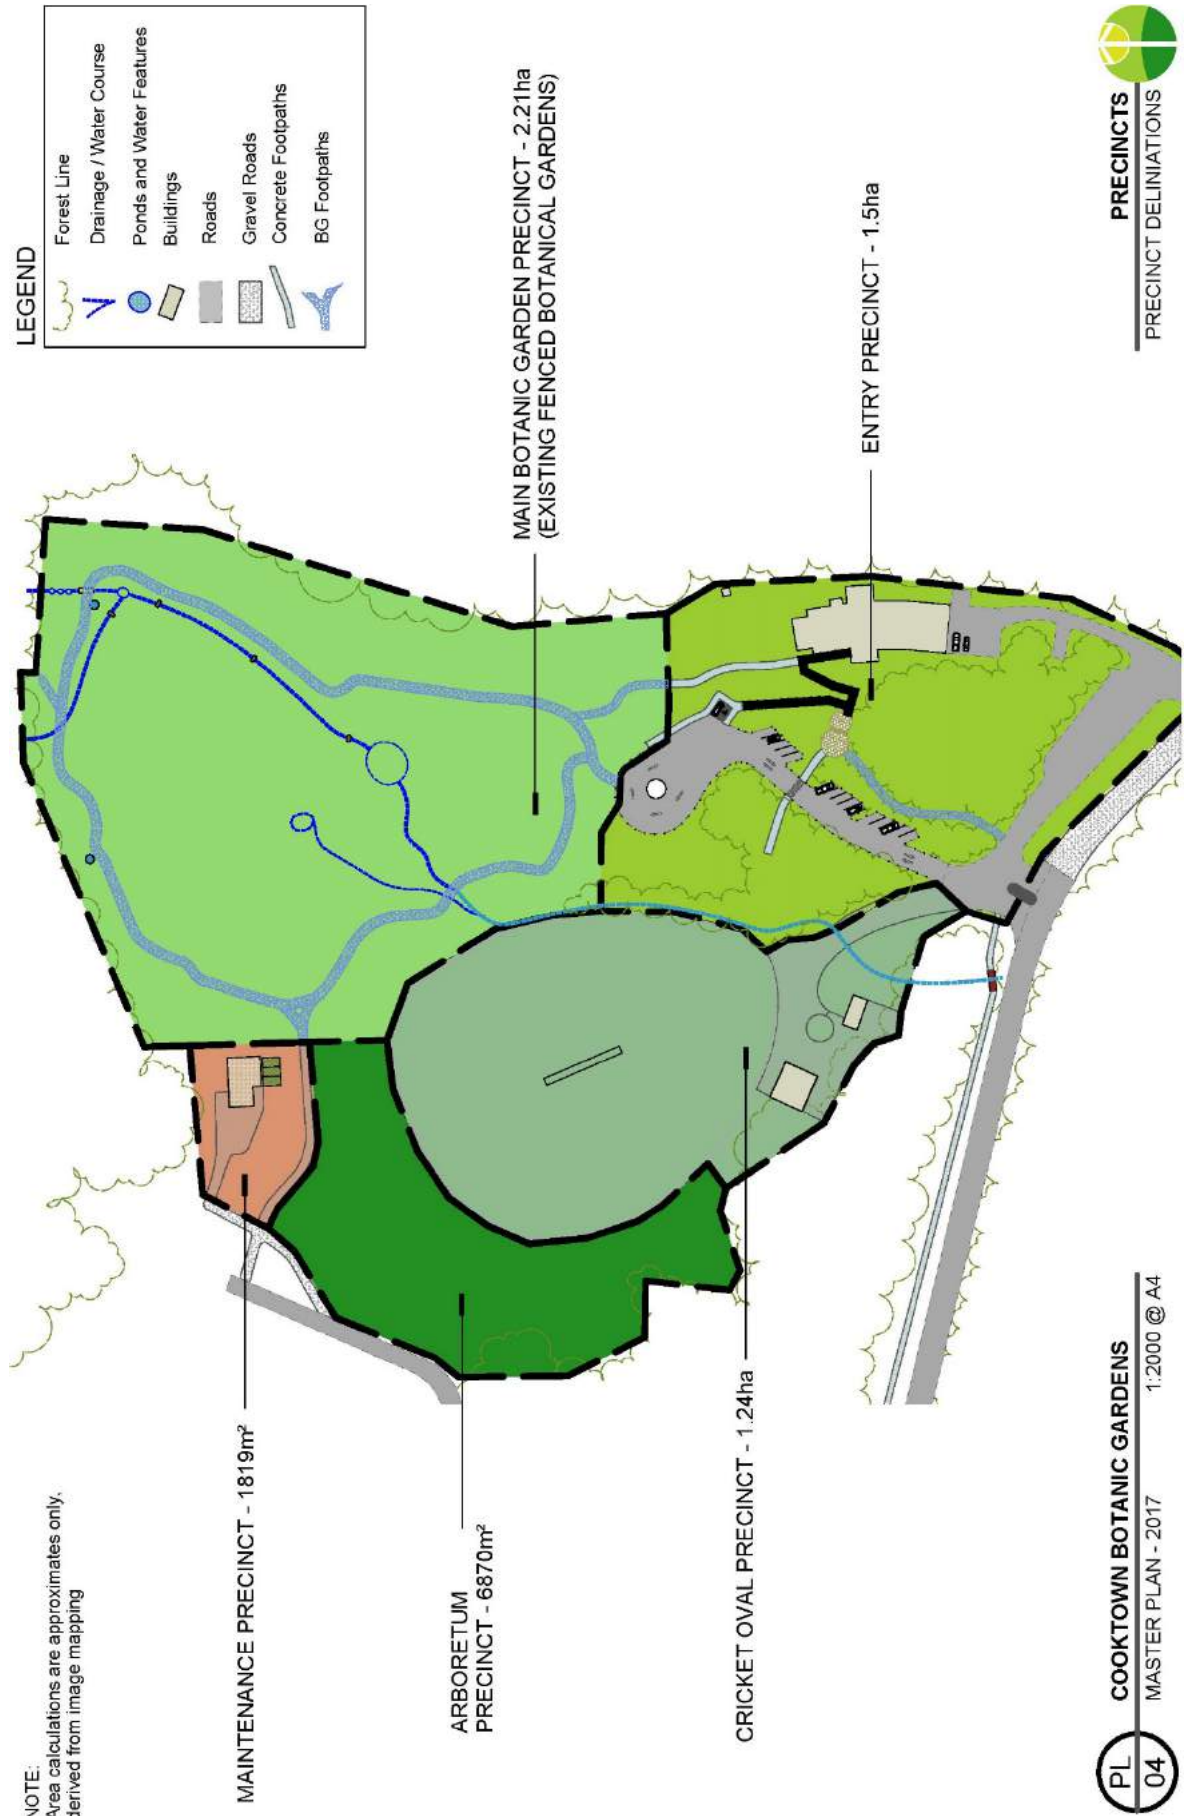 NOTE:
Area calculations are approximates only,
derived from image mapping
MAINTENANCE PRECINCT - 1819m²
ARBORETUM
PRECINCT - 6870m²
CRICKET OVAL PRECINCT - 1.24ha
MAIN BOTANIC GARDEN PRECINCT - 2.21ha
(EXISTING FENCED BOTANICAL GARDENS)
ENTRY PRECINCT - 1.5ha
LEGEND
Forest Line
Drainage / Water Course
Ponds and Water Features
Buildings
Roads
Gravel Roads
Concrete Footpaths
BG Footpaths
PL
04
COOKTOWN BOTANIC GARDENS
MASTER PLAN - 2017
1:2000 @ A4
PRECINCTS
PRECINCT DELINIATIONS